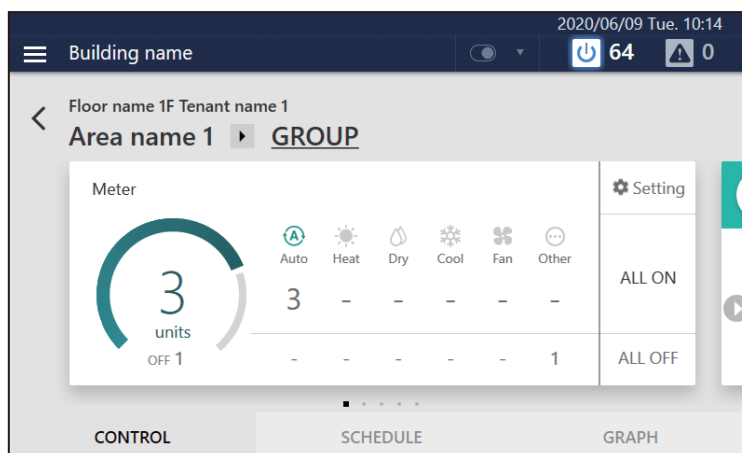 2020/06/09 Tue. 10:14
Building name 64 0
Floor name 1F Tenant name 1
Area name 1 GROUP
Meter
Setting
A
Auto Heat Dry Cool Fan Other
3 - - - - -
3
units
OFF 1
- - - - - 1
ALL ON
ALL OFF
CONTROL SCHEDULE GRAPH